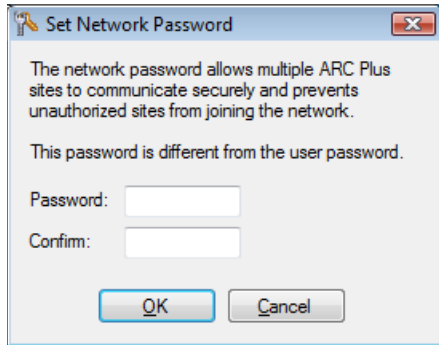 Set Network Password
The network password allows multiple ARC Plus
sites to communicate securely and prevents
unauthorized sites from joining the network.
This password is different from the user password.
Password:
Confirm:
OK Cancel